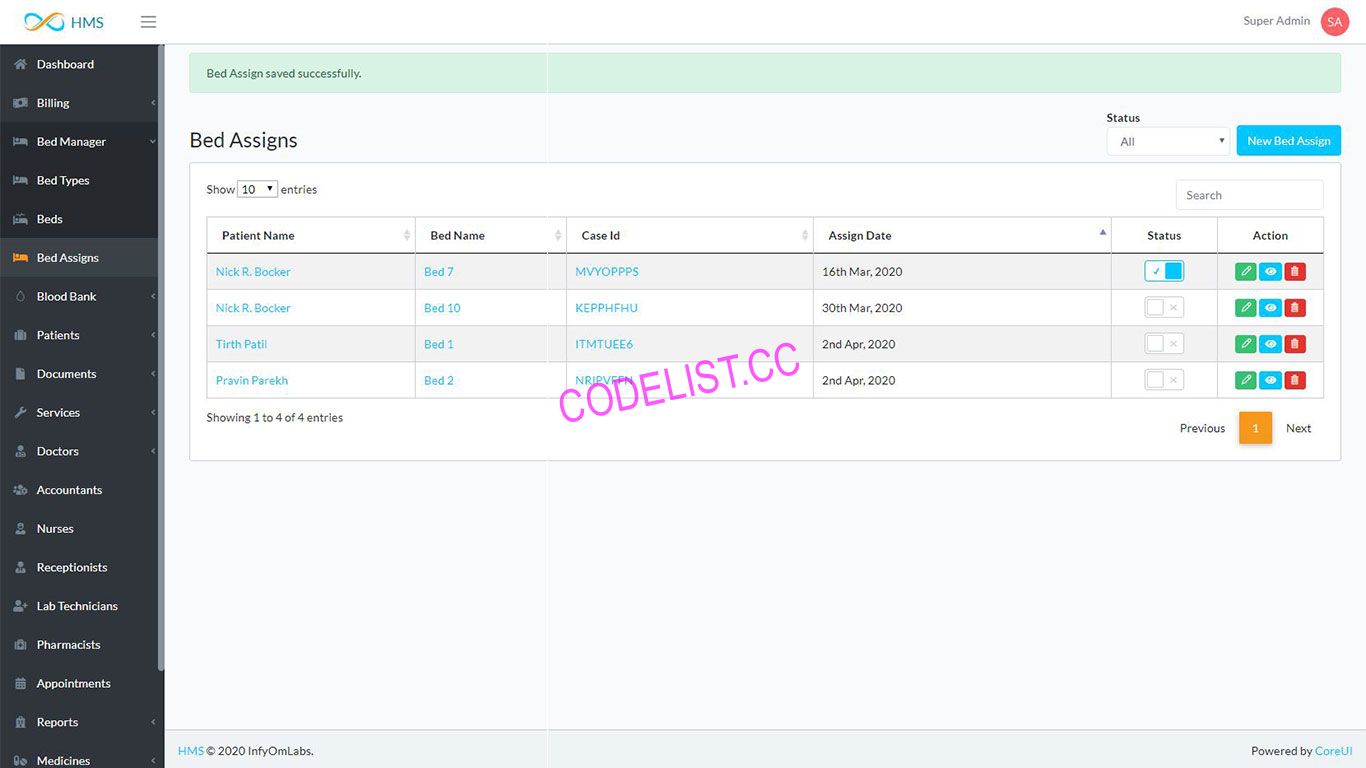 HMS
Super Admin SA
Dashboard
Billing
Bed Manager
Bed Types
Beds
Bed Assigns
Blood Bank
Patients
Documents
Services
Doctors
Accountants
Nurses
Receptionists
Lab Technicians
Pharmacists
Appointments
Reports
Medicines
Bed Assign saved successfully.
Bed Assigns
Status
All
New Bed Assign
Show 10 entries
Search
Patient Name Bed Name Case Id Assign Date Status Action
Nick R. Bocker Bed 7 MVYOPPPS 16th Mar, 2020
Nick R. Bocker Bed 10 KEPPHFHU 30th Mar, 2020
Tirth Patil Bed 1 ITMTUEE6 2nd Apr, 2020
Pravin Parekh Bed 2 2nd Apr, 2020
CODELIST.CC
Showing 1 to 4 of 4 entries
Previous 1 Next
HMS © 2020 InfyOmLabs.
Powered by CoreUI